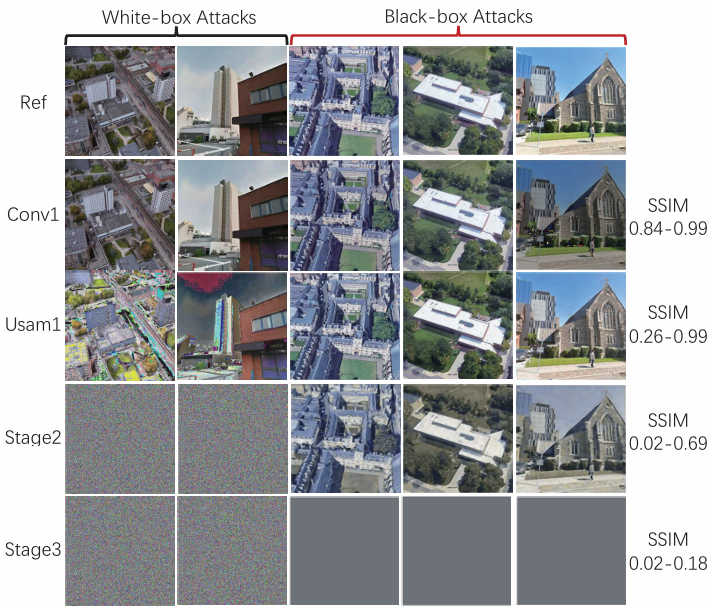 White-box Attacks
Black-box Attacks
Ref
Conv1
SSIM
0.84-0.99
Usam1
SSIM
0.26-0.99
Stage2
SSIM
0.02-0.69
Stage3
SSIM
0.02-0.18